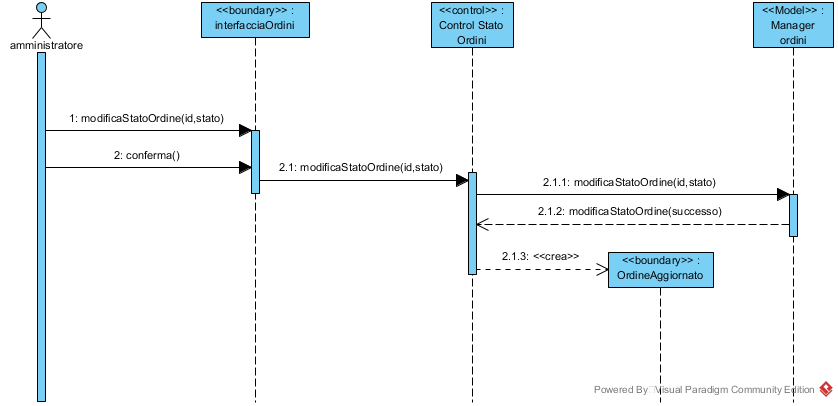 amministratore
<<boundary>> :
interfacciaOrdini
<<control>> :
Control Stato
Ordini
<<Model>> :
Manager
ordini
1: modificaStatoOrdine(id,stato)
2: conferma()
2.1: modificaStatoOrdine(id,stato)
2.1.1: modificaStatoOrdine(id,stato)
2.1.2: modificaStatoOrdine(successo)
2.1.3: <<crea>>
<<boundary>> :
OrdineAggiornato
Powered By Visual Paradigm Community Edition